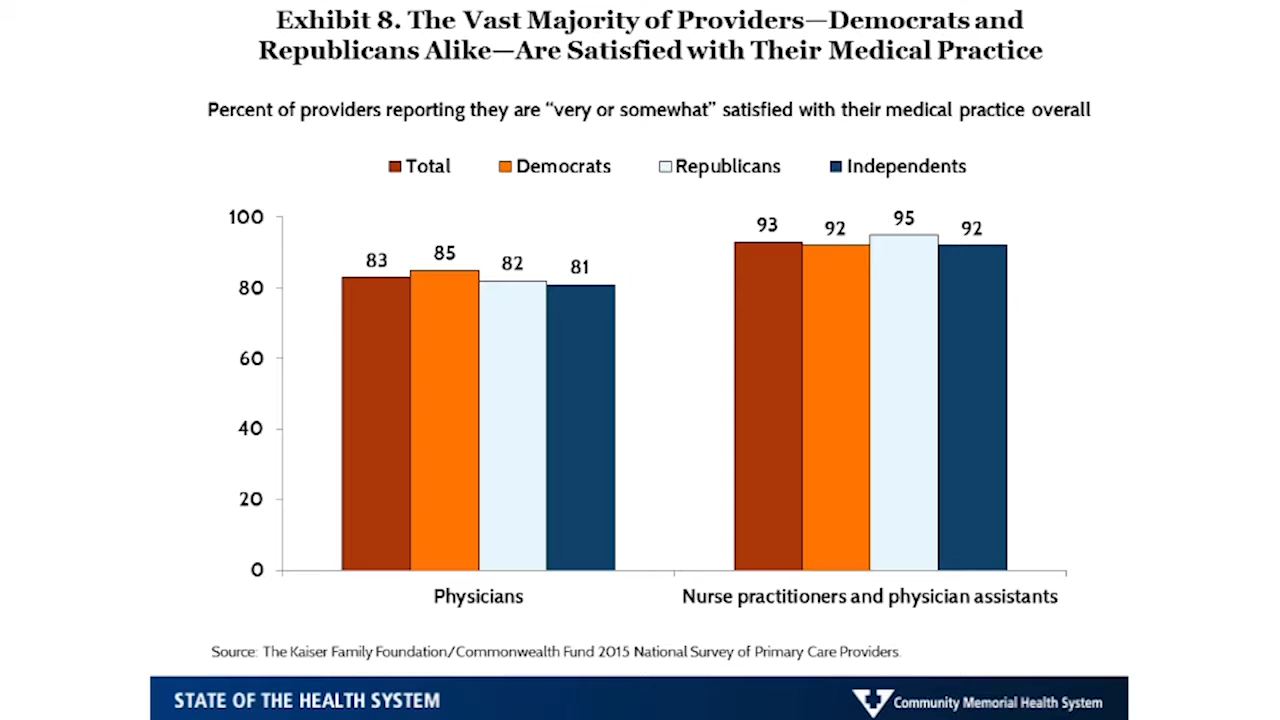 Exhibit 8. The Vast Majority of Providers—Democrats and
Republicans Alike—Are Satisfied with Their Medical Practice
Percent of providers reporting they are “very or somewhat” satisfied with their medical practice overall
Total Democrats Republicans Independents
100
80
60
40
20
0
83 85 82 81
93 92 95 92
Physicians
Nurse practitioners and physician assistants
Source: The Kaiser Family Foundation/Commonwealth Fund 2015 National Survey of Primary Care Providers.
STATE OF THE HEALTH SYSTEM
Community Memorial Health System